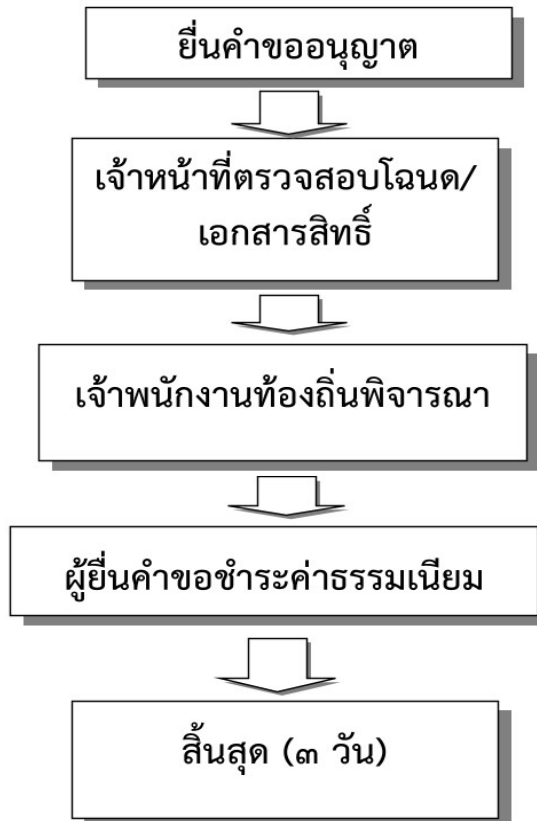 ยื่นคำขออนุญาต
เจ้าหน้าที่ตรวจสอบโฉนด/
เอกสารสิทธิ์
เจ้าพนักงานท้องถิ่นพิจารณา
ผู้ยื่นคำขอชำระค่าธรรมเนียม
สิ้นสุด (๓ วัน)